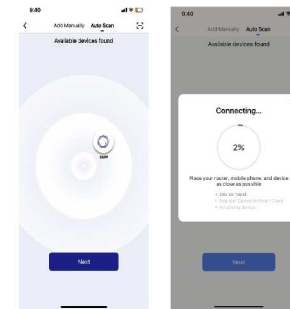 9:40
Add Manually Auto Scan
Available devices found
Next
9:40
Add Manually Auto Scan
Available devices found
Connecting...
2%
Place your router, mobile phone, and device
as close as possible
Next